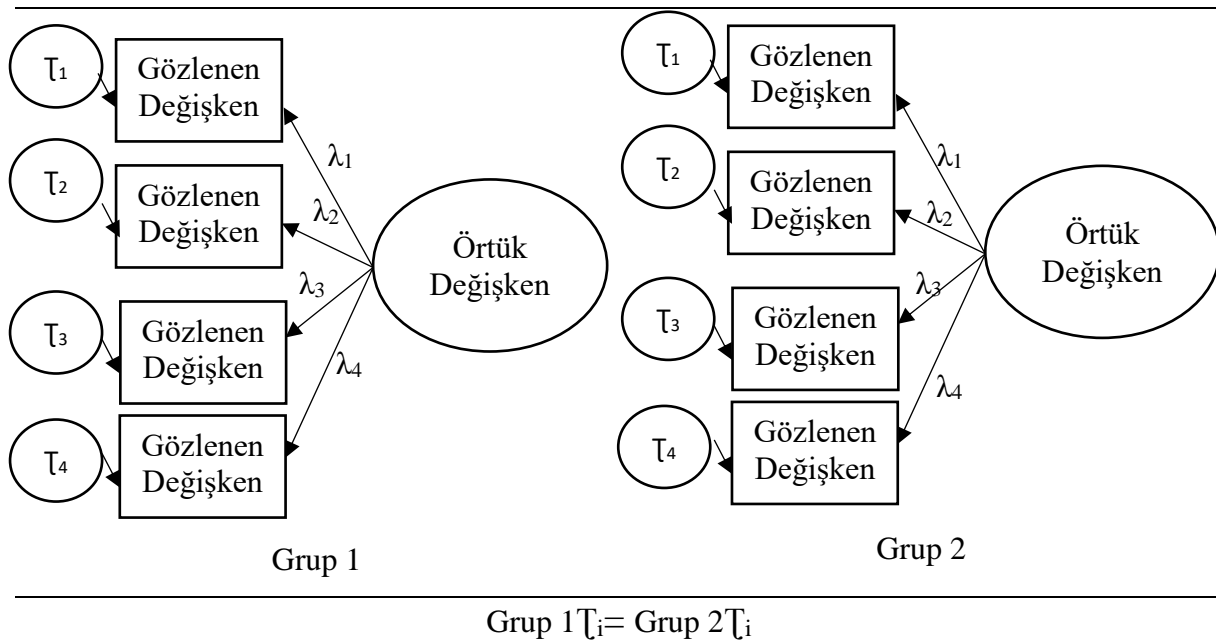 Ʈ1
Gözlenen
Değişken
λ1
Ʈ2
Gözlenen
Değişken
λ2
Örtük
Değişken
Ʈ3
Gözlenen
Değişken
λ3
Ʈ4
Gözlenen
Değişken
λ4
Grup 1
Ʈ1
Gözlenen
Değişken
λ1
Ʈ2
Gözlenen
Değişken
λ2
Örtük
Değişken
Ʈ3
Gözlenen
Değişken
λ3
Ʈ4
Gözlenen
Değişken
λ4
Grup 2
Grup 1Ʈi= Grup 2Ʈi